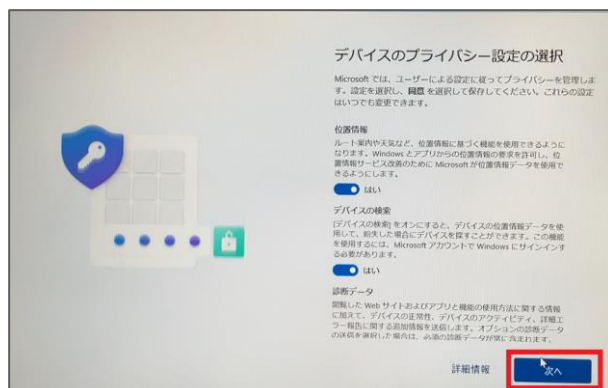 デバイスのプライバシー設定の選択
Microsoft では、ユーザーによる設定に従ってプライバシーを管理しま
す。設定を選択し、同意 を選択して保存してください。これらの設定
はいつでも変更できます。
位置情報
ルート案内や天気など、位置情報に基づく機能を使用できるように
なります。Windows とアプリからの位置情報の要求を許可し、位
置情報サービス改善のために Microsoft が位置情報データを使用で
きるようにします。
はい
デバイスの検索
[デバイスの検索] をオンにすると、デバイスの位置情報データを使
用して、紛失した場合にデバイスを探すことができます。この機能
を使用するには、Microsoft アカウントで Windows にサインインす
る必要があります。
はい
診断データ
閲覧した Web サイトおよびアプリと機能の使用方法に関する情報
に加えて、デバイスの正常性、デバイスのアクティビティ、詳細エ
ラー報告に関する追加情報を送信します。オプションの診断データ
の送信を選択した場合は、必須の診断データが常に含まれます。
詳細情報
次へ